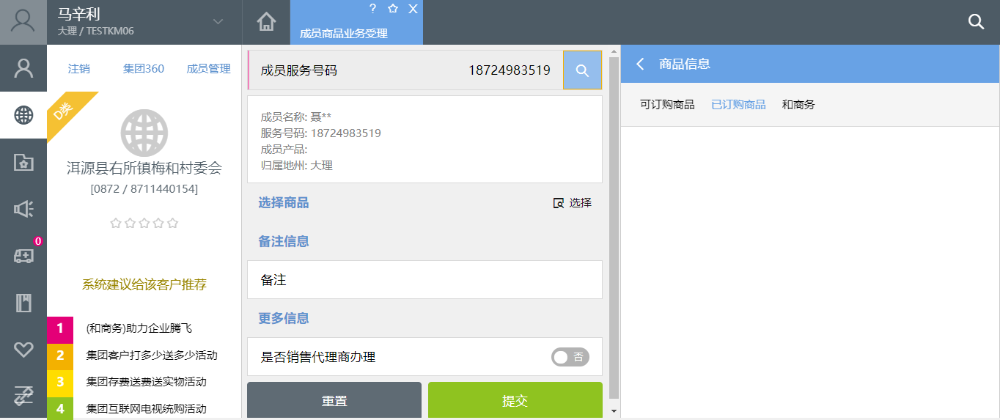 马辛利
大理 / TESTKM06
? X
成员商品业务受理
注销 集团360 成员管理
D类
洱源县右所镇梅和村委会
[0872 / 8711440154]
0
系统建议给该客户推荐
1 (和商务)助力企业腾飞
2 集团客户打多少送多少活动
3 集团存费送费送实物活动
4 集团互联网电视统购活动
成员服务号码 18724983519
成员名称: 聂**
服务号码: 18724983519
成员产品:
归属地州: 大理
选择商品 选择
备注信息
备注
更多信息
是否销售代理商办理 否
重置 提交
商品信息
可订购商品 已订购商品 和商务